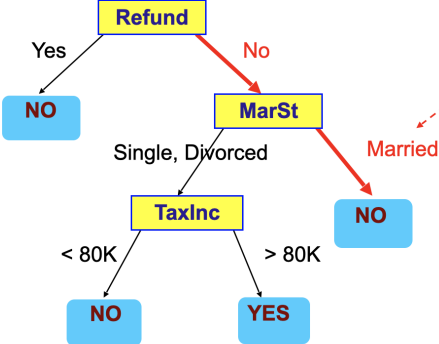 Refund
Yes
No
NO
MarSt
Single, Divorced
Married
TaxInc
NO
< 80K
> 80K
NO
YES